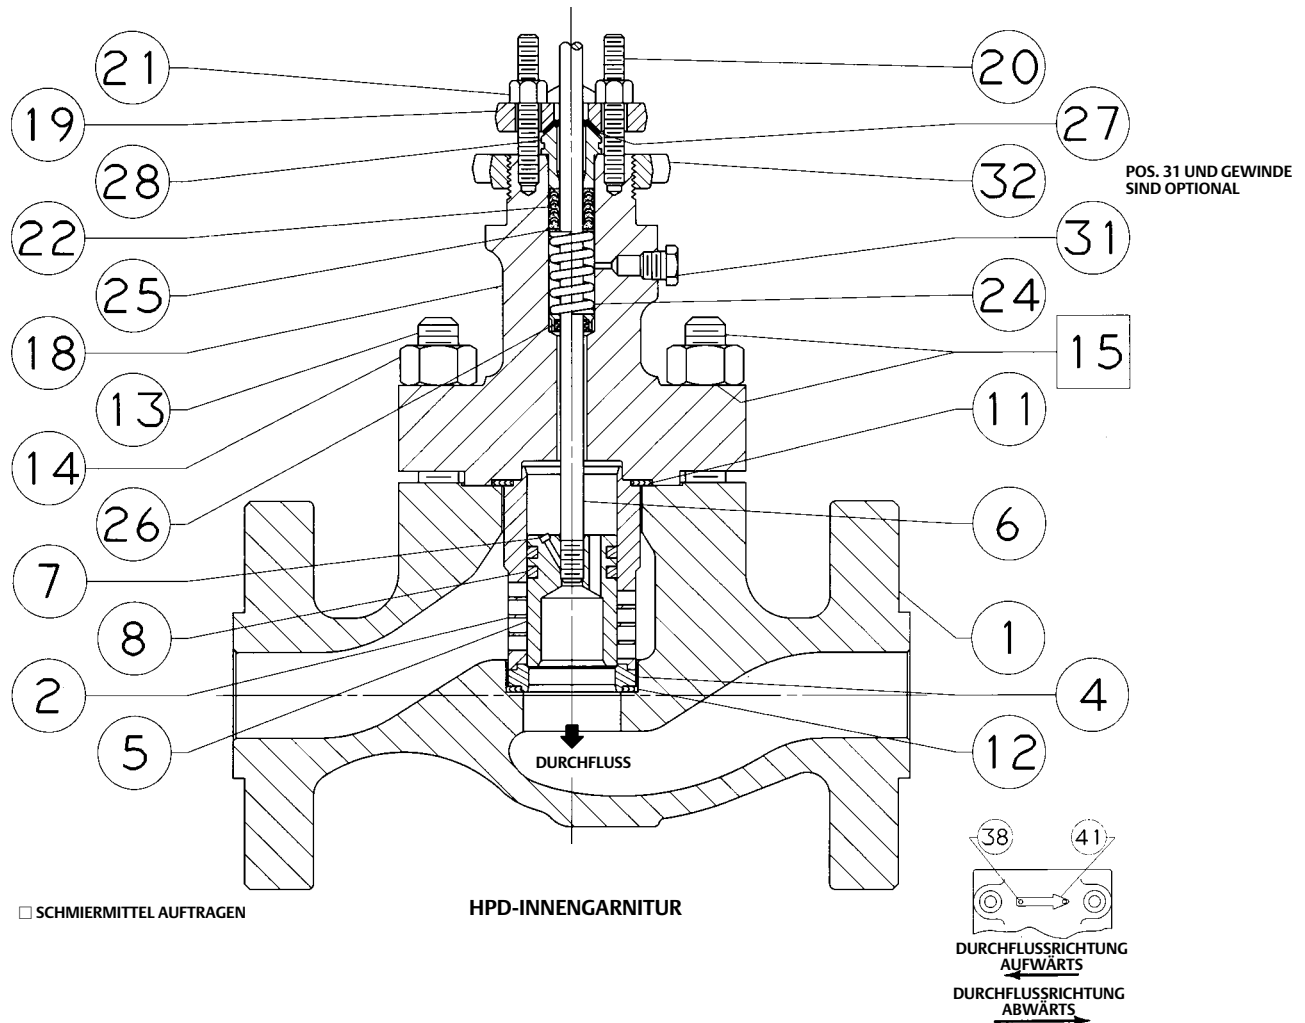 21
20
19
27
28
32
POS. 31 UND GEWINDE
SIND OPTIONAL
22
31
25
24
18
15
13
11
14
26
6
7
8
1
2
4
5
12
DURCHFLUSS
38
41
□ SCHMIERMITTEL AUFTRAGEN
HPD-INNENGARNITUR
DURCHFLUSSRICHTUNG
AUFWÄRTS
DURCHFLUSSRICHTUNG
ABWÄRTS